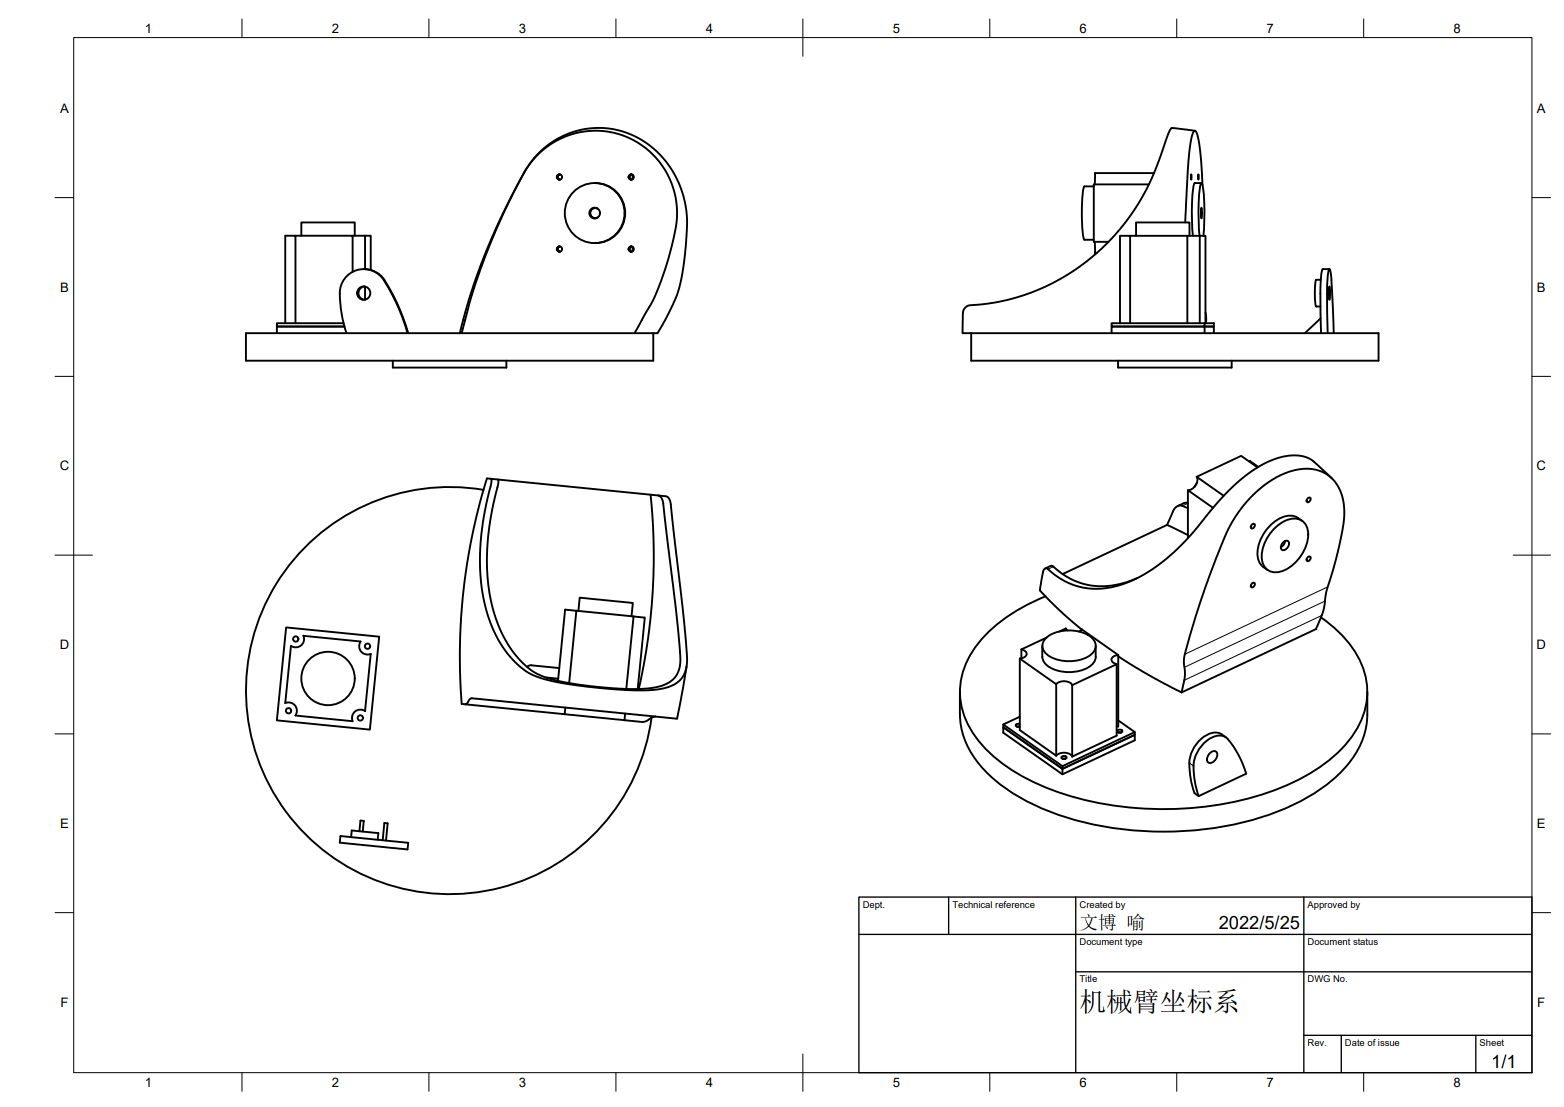 1 2 3 4 5 6 7 8
A A
B B
C C
D D
E E
Dept. Technical reference Created by Approved by
文博 喻 2022/5/25
Document type Document status
Title DWG No.
机械臂坐标系
F F
Rev. Date of issue Sheet
1/1
1 2 3 4 5 6 7 8